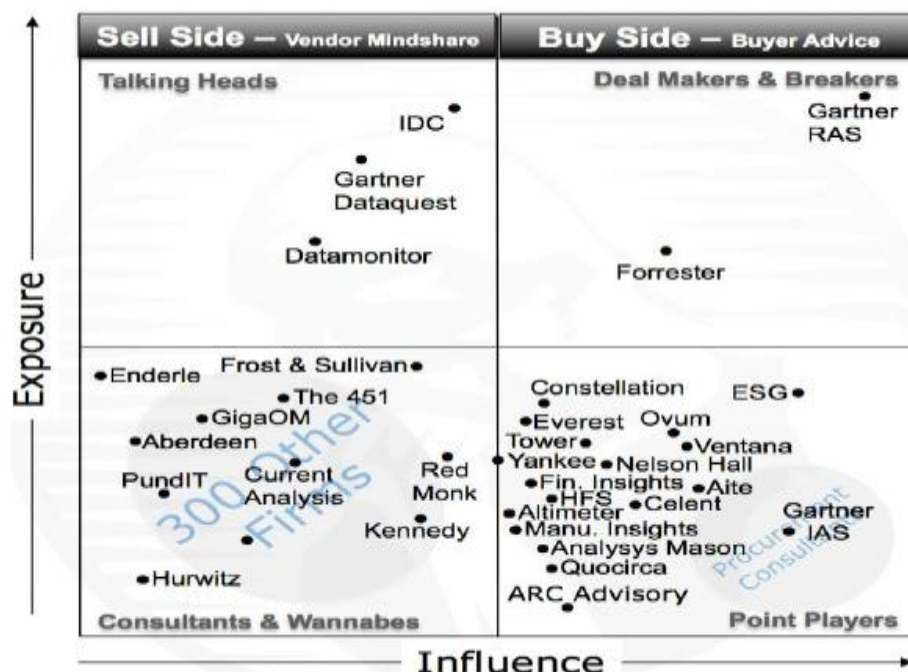 Sell Side — Vendor Mindshare
Buy Side — Buyer Advice
Talking Heads
Deal Makers & Breakers
IDC
Gartner
RAS
Gartner
Dataquest
Datamonitor
Forrester
Exposure
Enderle
Frost & Sullivan
The 451
GigaOM
Aberdeen
PundIT
Current
Analysis
Red
Monk
Kennedy
Hurwitz
300 Other
Firms
Constellation
ESG
Everest
Ovum
Tower
Ventana
Yankee
Nelson Hall
Fin. Insights
Aite
HFS
Celent
Altimeter
Gartner
IAS
Manu. Insights
Analysys Mason
Quocirca
ARC Advisory
Procurement
Consultants & Wannabes
Point Players
Influence